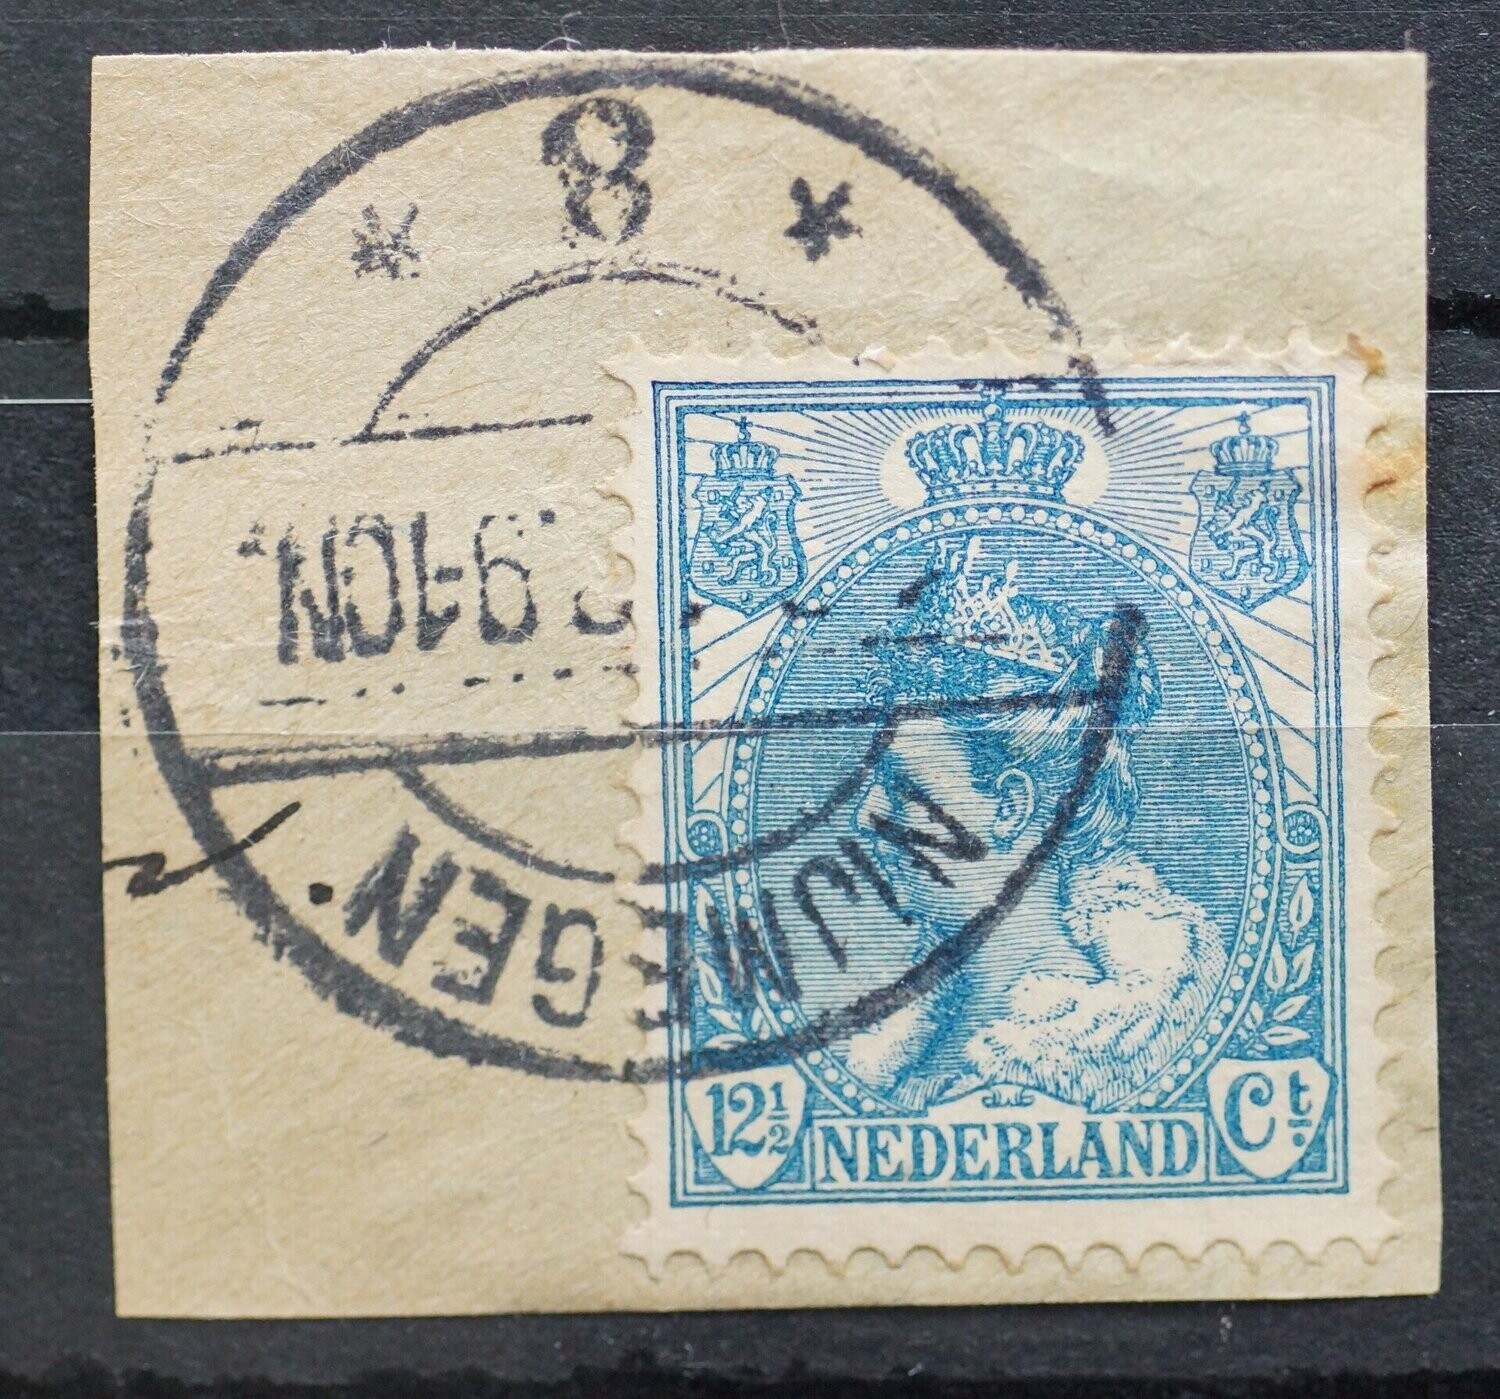 NIJMEGEN
9-10N
8
12½ NEDERLAND Ct.